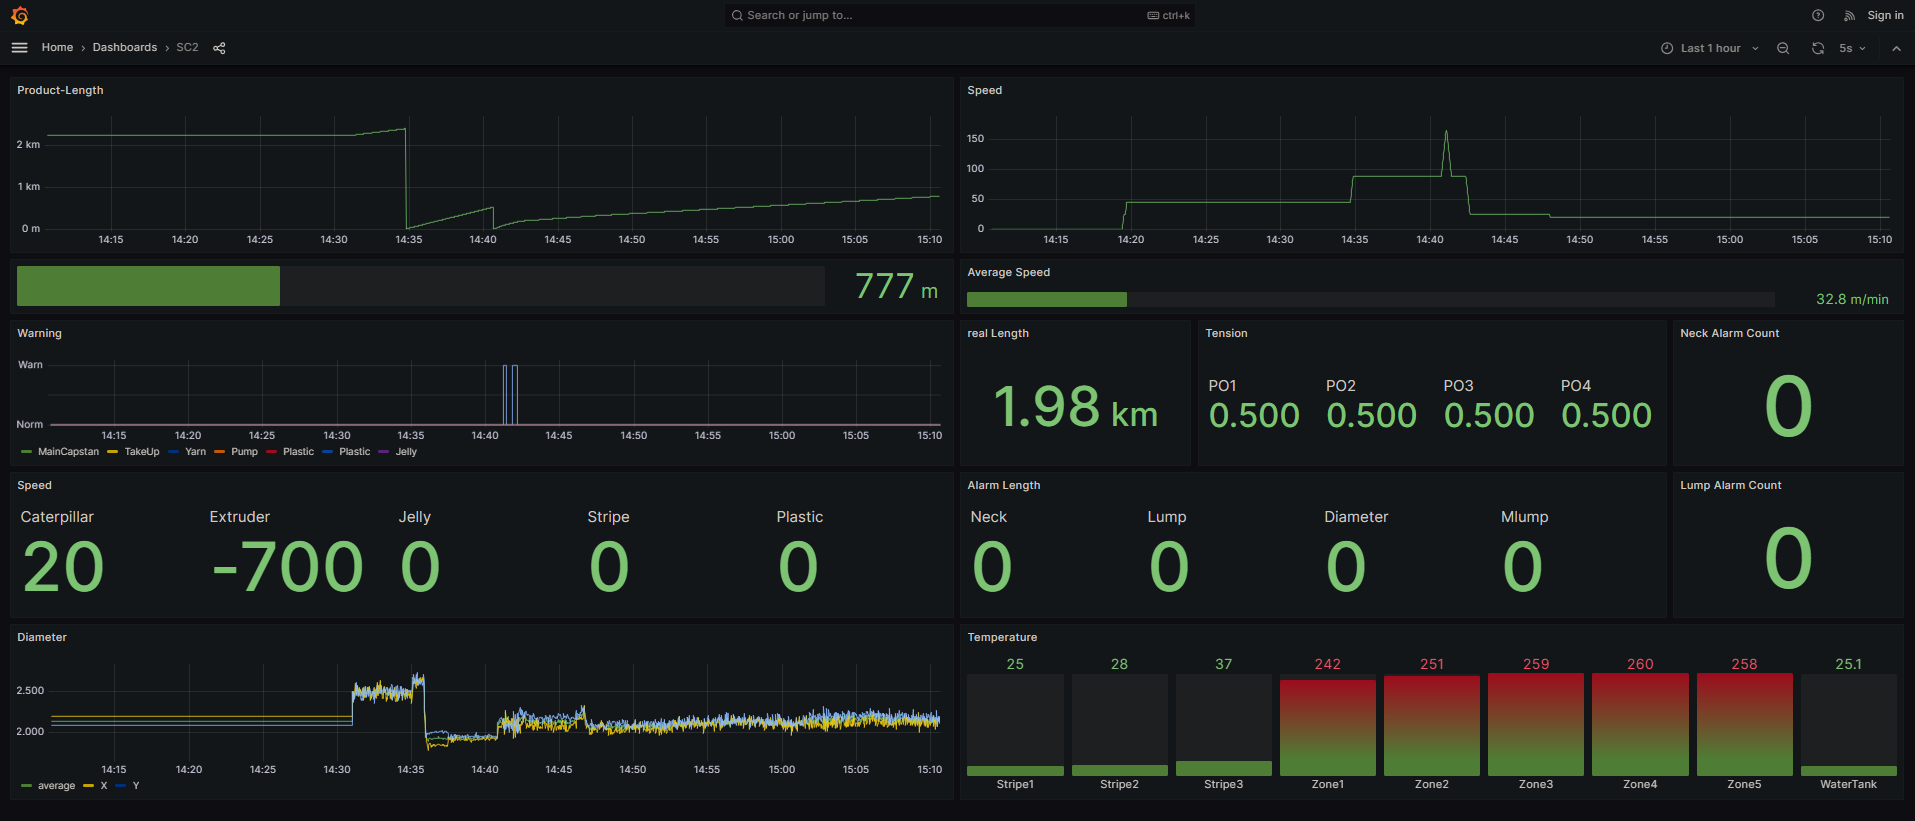 Search or jump to...
ctrl+k
Sign in
Home › Dashboards › SC2
Last 1 hour
5s
Product-Length
2 km
1 km
0 m
14:15 14:20 14:25 14:30 14:35 14:40 14:45 14:50 14:55 15:00 15:05 15:10
Speed
150
100
50
0
14:15 14:20 14:25 14:30 14:35 14:40 14:45 14:50 14:55 15:00 15:05 15:10
777 m
Average Speed
32.8 m/min
Warning
Warn
Norm
14:15 14:20 14:25 14:30 14:35 14:40 14:45 14:50 14:55 15:00 15:05 15:10
MainCapstan TakeUp Yarn Pump Plastic Plastic Jelly
real Length
1.98 km
Tension
PO1 PO2 PO3 PO4
0.500 0.500 0.500 0.500
Neck Alarm Count
0
Speed
Caterpillar Extruder Jelly Stripe Plastic
20 -700 0 0 0
Alarm Length
Neck Lump Diameter Mlump
0 0 0 0
Lump Alarm Count
0
Diameter
2.500
2.000
14:15 14:20 14:25 14:30 14:35 14:40 14:45 14:50 14:55 15:00 15:05 15:10
average X Y
Temperature
25 28 37 242 251 259 260 258 25.1
Stripe1 Stripe2 Stripe3 Zone1 Zone2 Zone3 Zone4 Zone5 WaterTank